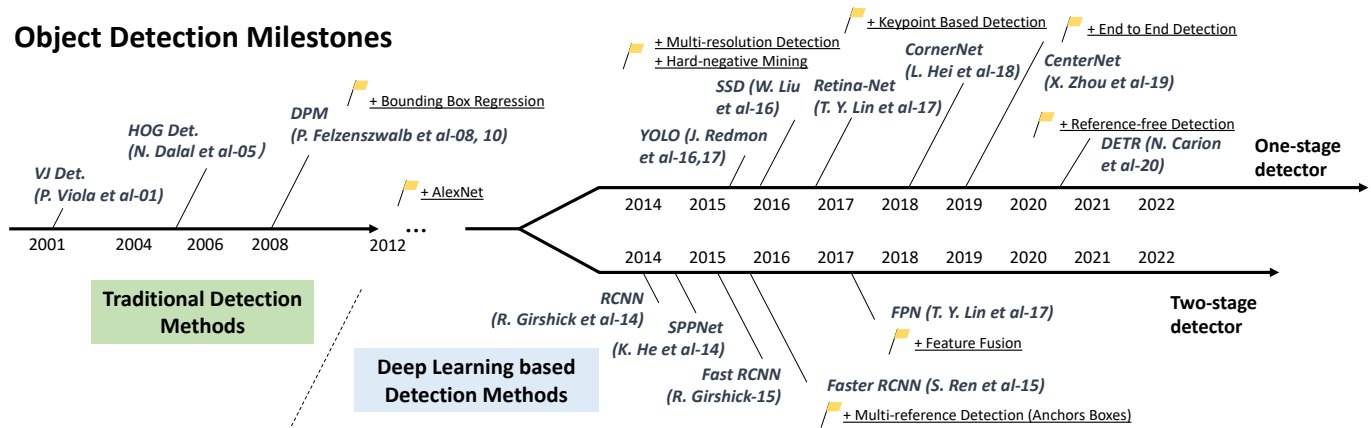 Object Detection Milestones
+ Bounding Box Regression
DPM
(P. Felzenszwalb et al-08, 10)
HOG Det.
(N. Dalal et al-05)
VJ Det.
(P. Viola et al-01)
+ AlexNet
...
2001
2004
2006
2008
2012
Traditional Detection
Methods
Deep Learning based
Detection Methods
+ Multi-resolution Detection
+ Hard-negative Mining
SSD (W. Liu
et al-16)
YOLO (J. Redmon
et al-16,17)
Retina-Net
(T. Y. Lin et al-17)
+ Keypoint Based Detection
CornerNet
(L. Hei et al-18)
+ End to End Detection
CenterNet
(X. Zhou et al-19)
+ Reference-free Detection
DETR (N. Carion
et al-20)
One-stage
detector
2014
2015
2016
2017
2018
2019
2020
2021
2022
2014
2015
2016
2017
2018
2019
2020
2021
2022
Two-stage
detector
RCNN
(R. Girshick et al-14)
SPPNet
(K. He et al-14)
Fast RCNN
(R. Girshick-15)
FPN (T. Y. Lin et al-17)
+ Feature Fusion
Faster RCNN (S. Ren et al-15)
+ Multi-reference Detection (Anchors Boxes)